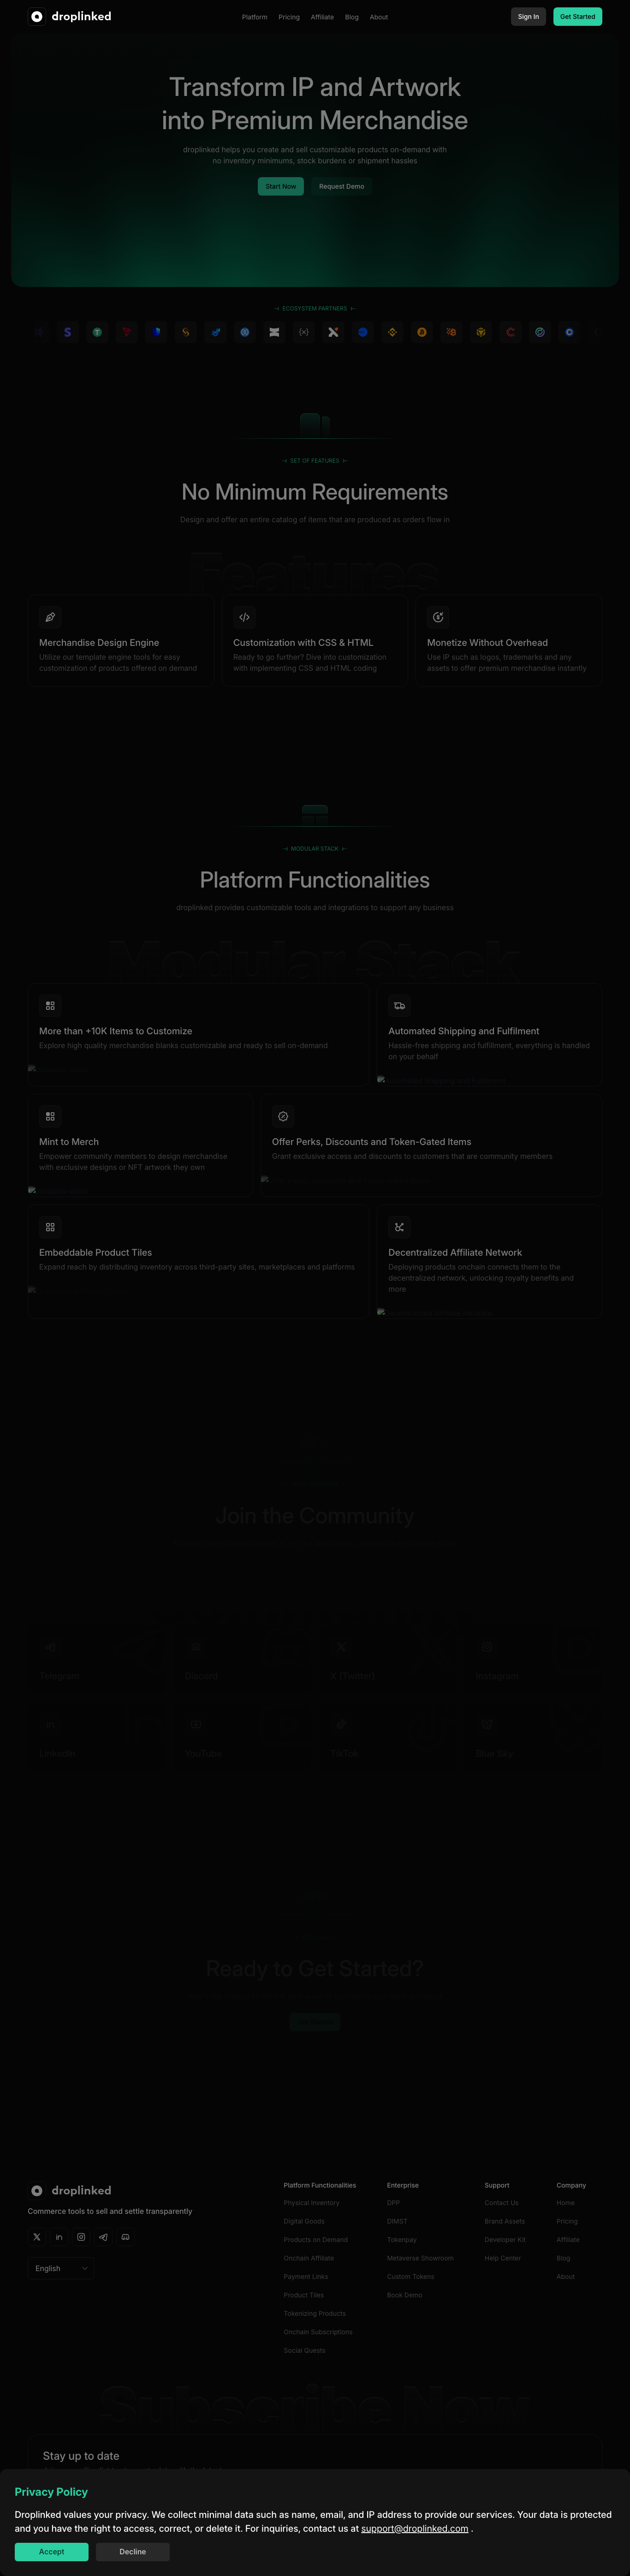 droplinked
Platform
Pricing
Affiliate
Blog
About
Sign In
Get Started
Transform IP and Artwork
into Premium Merchandise
droplinked helps you create and sell customizable products on-demand with
no inventory minimums, stock burdens or shipment hassles
Start Now
Request Demo
ECOSYSTEM PARTNERS
SET OF FEATURES
No Minimum Requirements
Design and offer an entire catalog of items that are produced as orders flow in
Features
Merchandise Design Engine
Utilize our template engine tools for easy
customization of products offered on demand
Customization with CSS & HTML
Ready to go further? Dive into customization
with implementing CSS and HTML coding
Monetize Without Overhead
Use IP such as logos, trademarks and any
assets to offer premium merchandise instantly
MODULAR STACK
Platform Functionalities
droplinked provides customizable tools and integrations to support any business
Modular Stack
More than +10K Items to Customize
Explore high quality merchandise blanks customizable and ready to sell on-demand
Automated Shipping and Fulfilment
Hassle-free shipping and fulfillment, everything is handled
on your behalf
Mint to Merch
Empower community members to design merchandise
with exclusive designs or NFT artwork they own
Offer Perks, Discounts and Token-Gated Items
Grant exclusive access and discounts to customers that are community members
Embeddable Product Tiles
Expand reach by distributing inventory across third-party sites, marketplaces and platforms
Decentralized Affiliate Network
Deploying products onchain connects them to the
decentralized network, unlocking royalty benefits and
more
Join the Community
Telegram
Discord
X (Twitter)
Instagram
LinkedIn
YouTube
TikTok
Blue Sky
Ready to Get Started?
droplinked
Commerce tools to sell and settle transparently
English
Platform Functionalities
Physical Inventory
Digital Goods
Products on Demand
Onchain Affiliate
Payment Links
Product Tiles
Tokenizing Products
Onchain Subscriptions
Social Quests
Enterprise
DPP
DIMST
Tokenpay
Metaverse Showroom
Custom Tokens
Book Demo
Support
Contact Us
Brand Assets
Developer Kit
Help Center
Company
Home
Pricing
Affiliate
Blog
About
Subscribe Now
Stay up to date
Privacy Policy
Droplinked values your privacy. We collect minimal data such as name, email, and IP address to provide our services. Your data is protected
and you have the right to access, correct, or delete it. For inquiries, contact us at support@droplinked.com .
Accept
Decline